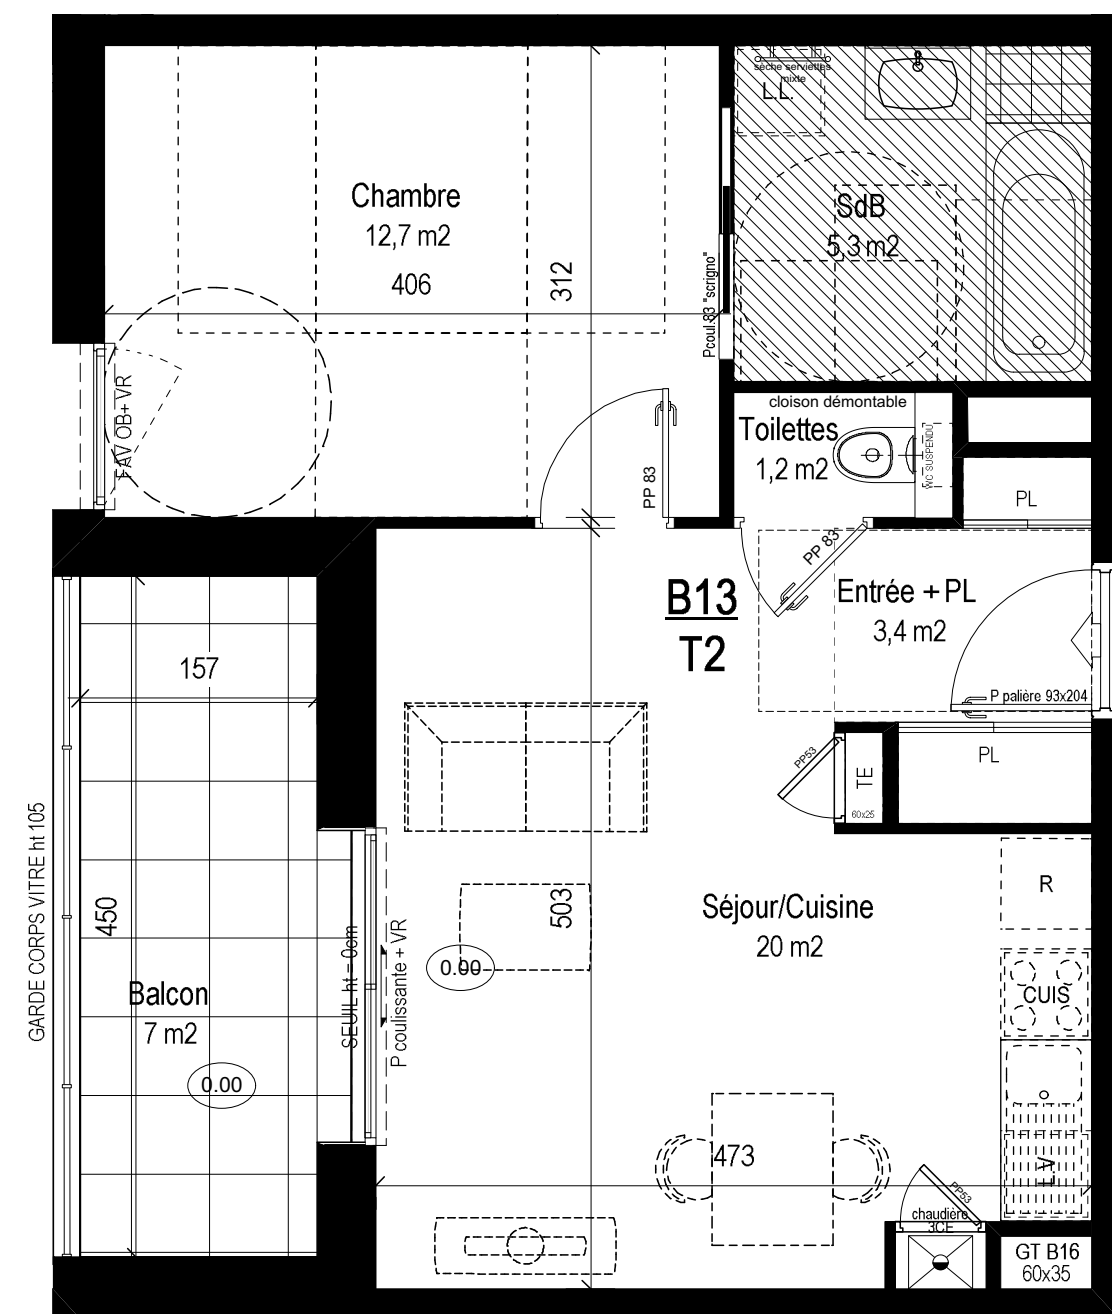 sèche serviettes
mixte
L.L.
Chambre
12,7 m2
406
312
SdB
5,3 m2
Pcoul 83 "scrigno"
FAV OB+ VR
PP 83
cloison démontable
Toilettes
1,2 m2
WC SUSPENDU
PL
PP 83
B13
T2
Entrée + PL
3,4 m2
P palière 93x204
157
PL
PP53
TE
60x25
GARDE CORPS VITRE ht 105
450
Balcon
7 m2
0.00
SEUIL ht = 0cm
P coulissante + VR
503
0.00
Séjour/Cuisine
20 m2
R
CUIS
LV
473
PP53
chaudière
3CE
GT B16
60x35